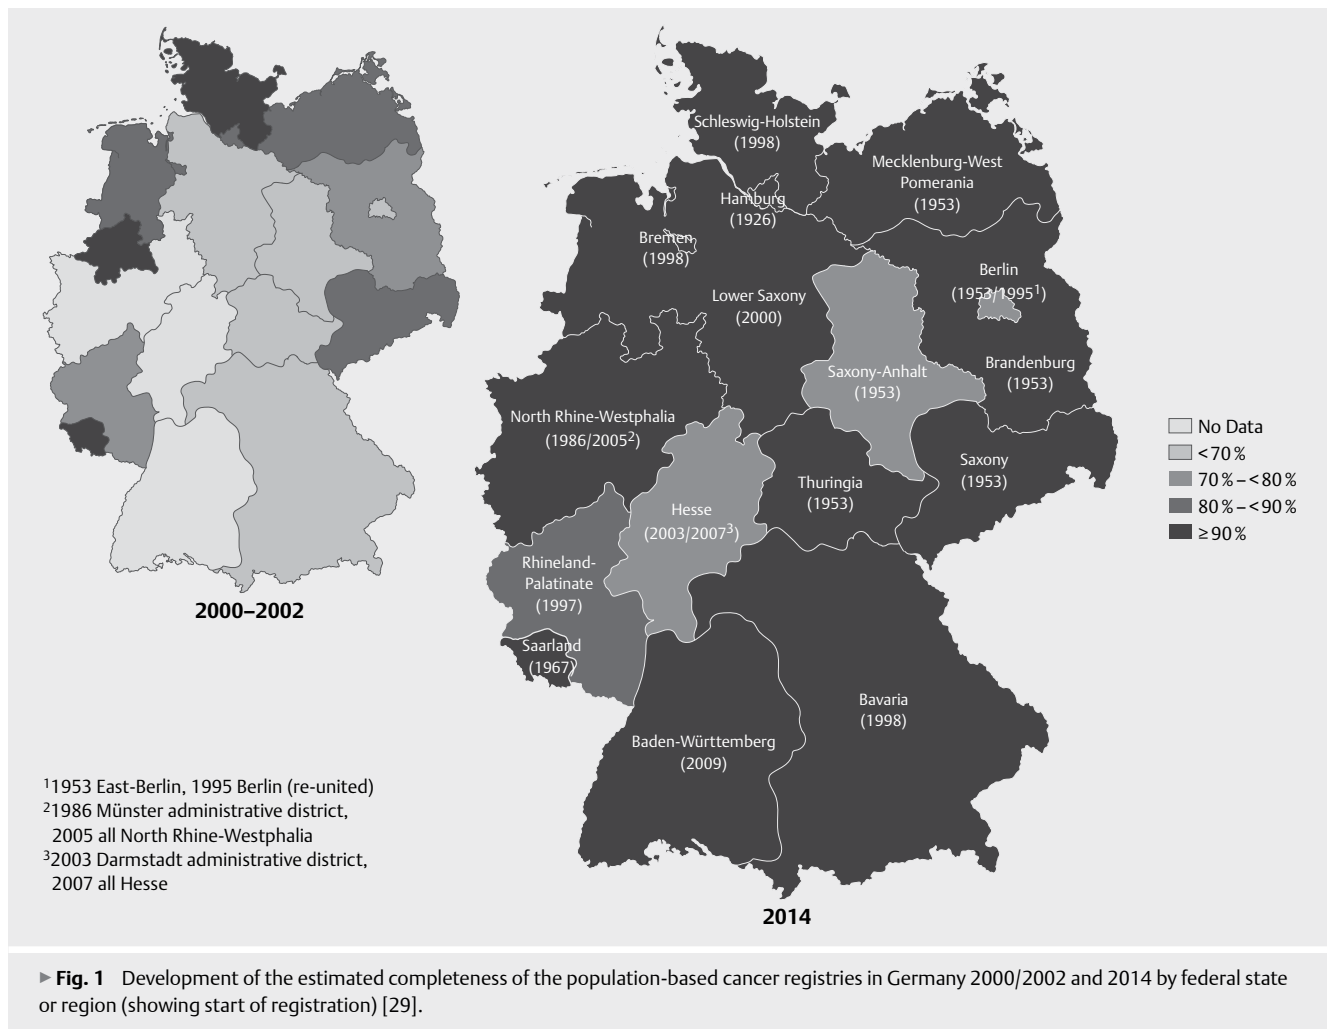 Schleswig-Holstein
(1998)
Mecklenburg-West
Pomerania
(1953)
Hamburg
(1926)
Bremen
(1998)
Berlin
(1953/1995¹)
Lower Saxony
(2000)
Saxony-Anhalt
(1953)
Brandenburg
(1953)
North Rhine-Westphalia
(1986/2005²)
Saxony
(1953)
Thuringia
(1953)
Hesse
(2003/2007³)
Rhineland-
Palatinate
(1997)
Saarland
(1967)
Bavaria
(1998)
Baden-Württemberg
(2009)
No Data
<70%
70%–<80%
80%–<90%
≥90%
2000–2002
¹1953 East-Berlin, 1995 Berlin (re-united)
²1986 Münster administrative district,
2005 all North Rhine-Westphalia
³2003 Darmstadt administrative district,
2007 all Hesse
2014
► Fig. 1 Development of the estimated completeness of the population-based cancer registries in Germany 2000/2002 and 2014 by federal state
or region (showing start of registration) [29].